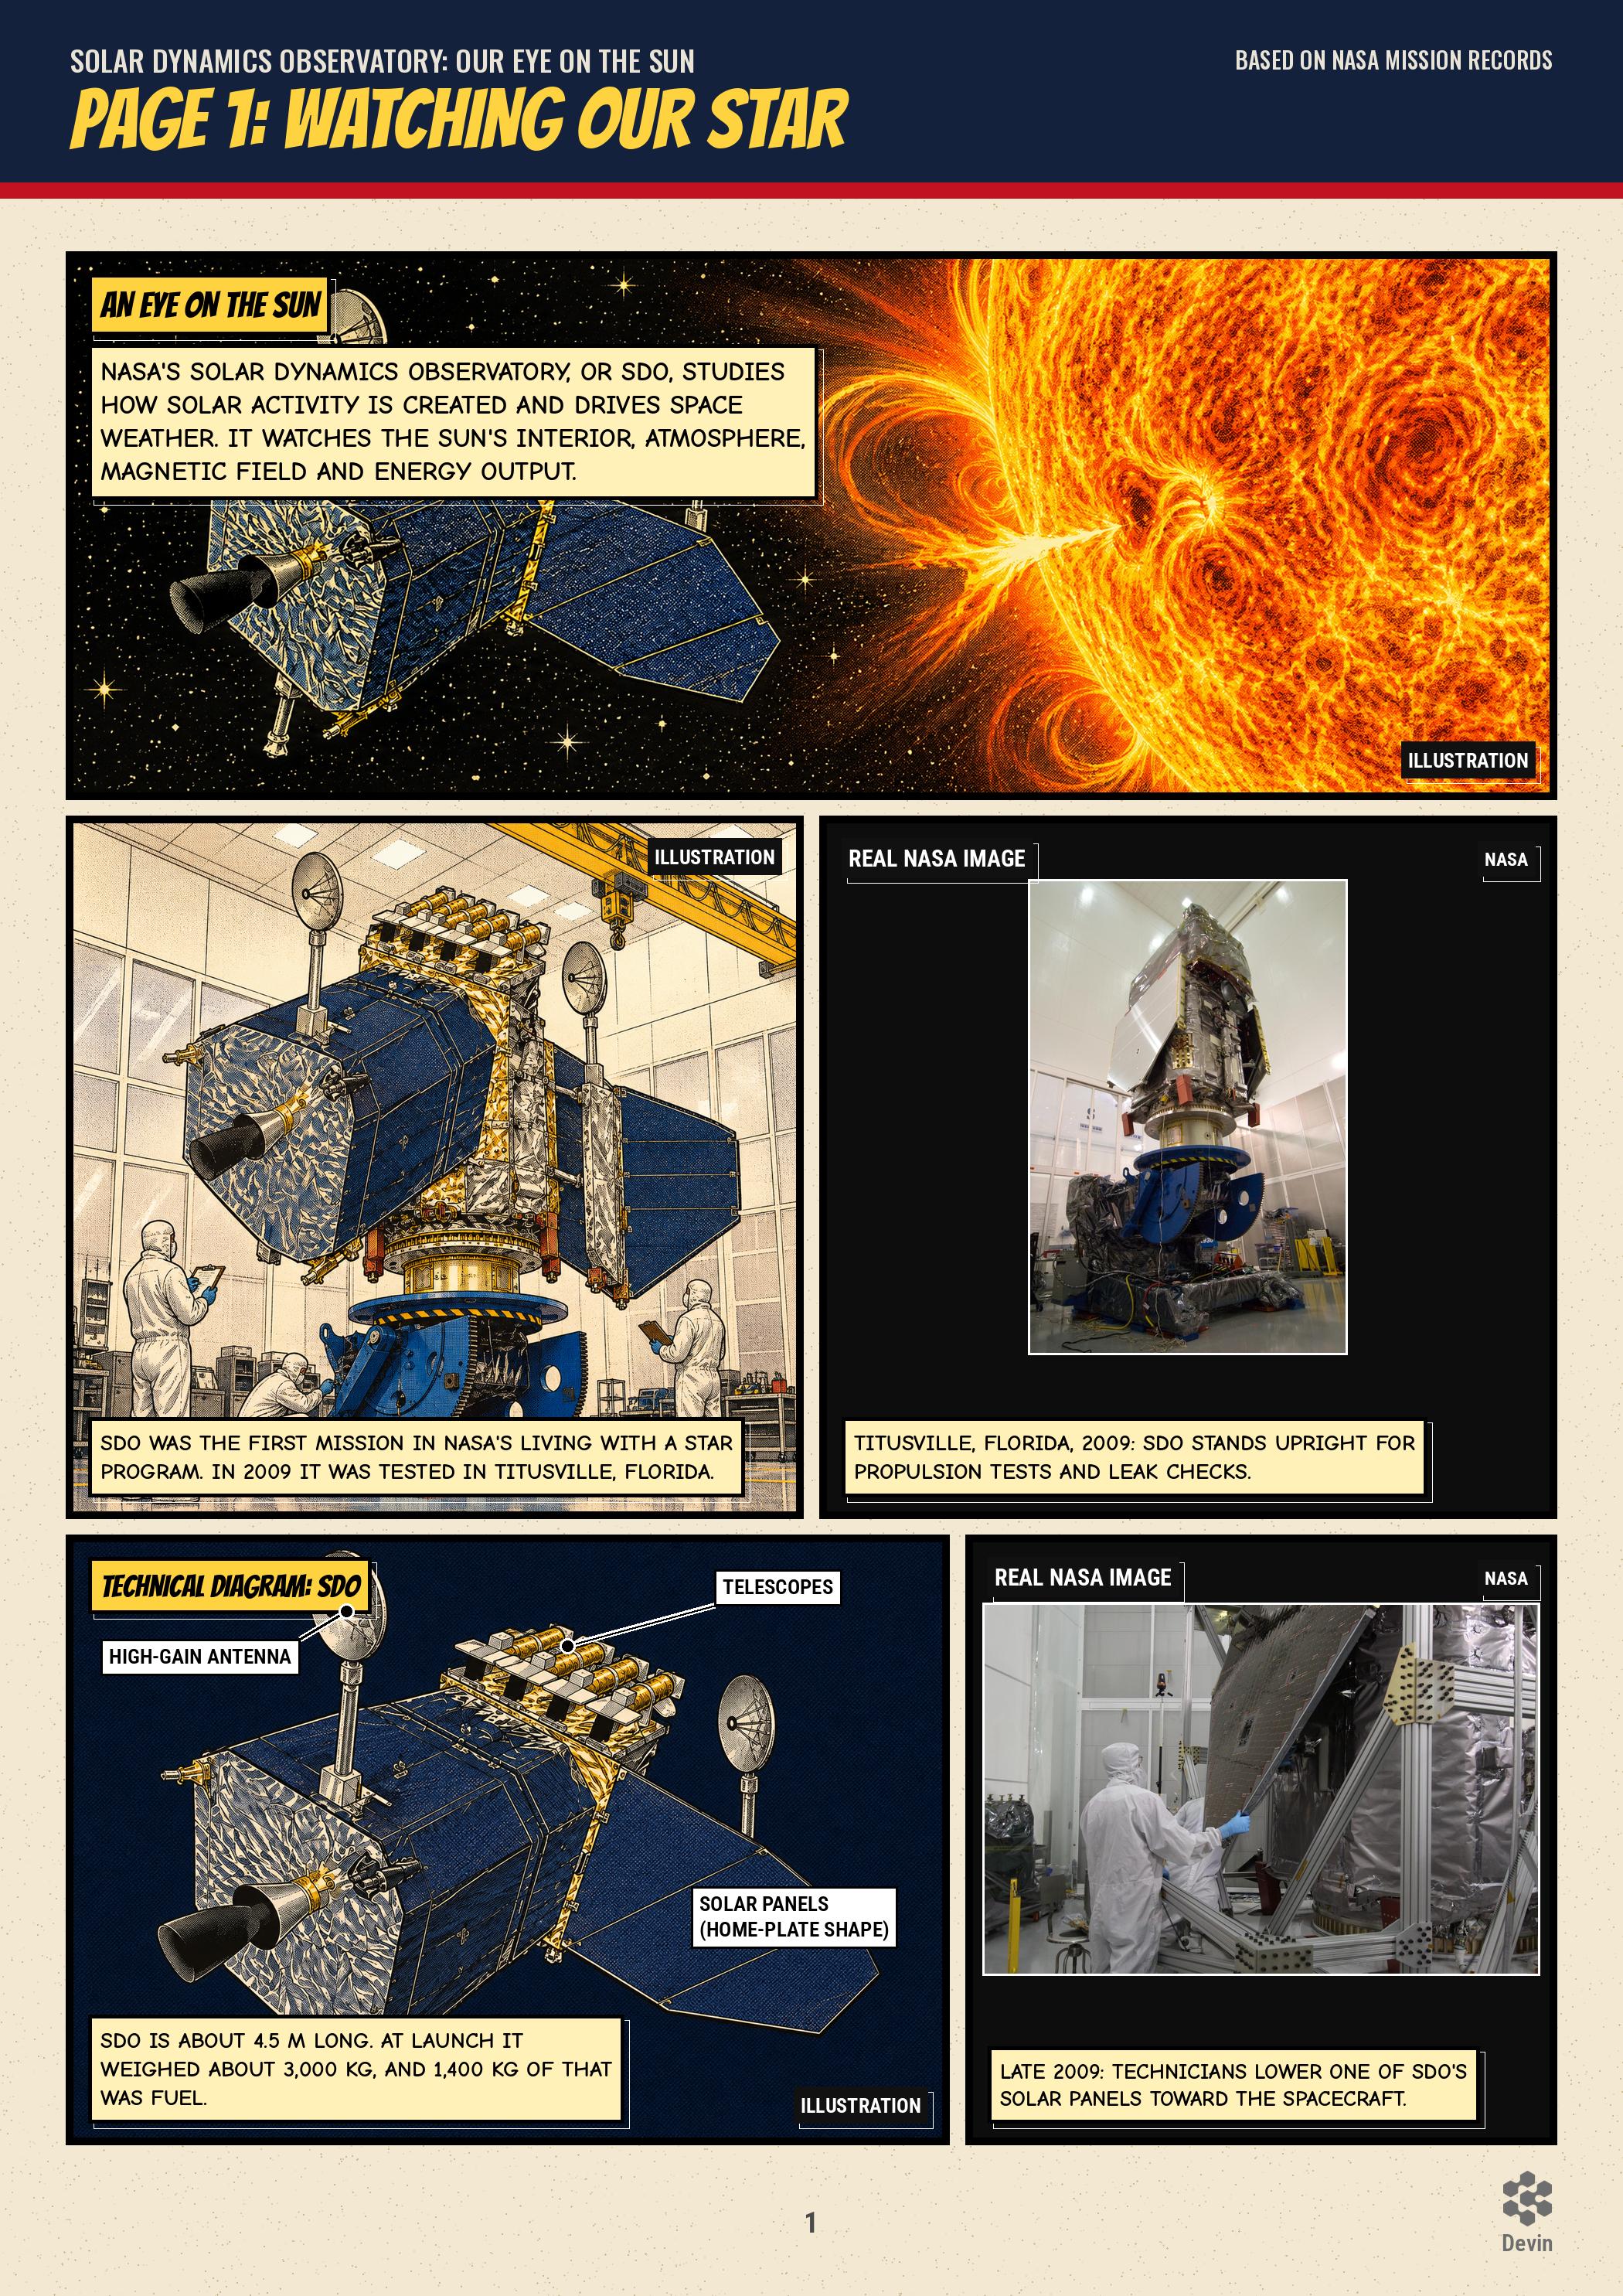 SOLAR DYNAMICS OBSERVATORY: OUR EYE ON THE SUN
BASED ON NASA MISSION RECORDS
PAGE 1: WATCHING OUR STAR
AN EYE ON THE SUN
NASA'S SOLAR DYNAMICS OBSERVATORY, OR SDO, STUDIES
HOW SOLAR ACTIVITY IS CREATED AND DRIVES SPACE
WEATHER. IT WATCHES THE SUN'S INTERIOR, ATMOSPHERE,
MAGNETIC FIELD AND ENERGY OUTPUT.
ILLUSTRATION
ILLUSTRATION
SDO WAS THE FIRST MISSION IN NASA'S LIVING WITH A STAR
PROGRAM. IN 2009 IT WAS TESTED IN TITUSVILLE, FLORIDA.
REAL NASA IMAGE
NASA
TITUSVILLE, FLORIDA, 2009: SDO STANDS UPRIGHT FOR
PROPULSION TESTS AND LEAK CHECKS.
TECHNICAL DIAGRAM: SDO
TELESCOPES
HIGH-GAIN ANTENNA
SOLAR PANELS
(HOME-PLATE SHAPE)
SDO IS ABOUT 4.5 M LONG. AT LAUNCH IT
WEIGHED ABOUT 3,000 KG, AND 1,400 KG OF THAT
WAS FUEL.
ILLUSTRATION
REAL NASA IMAGE
NASA
LATE 2009: TECHNICIANS LOWER ONE OF SDO'S
SOLAR PANELS TOWARD THE SPACECRAFT.
1
Devin